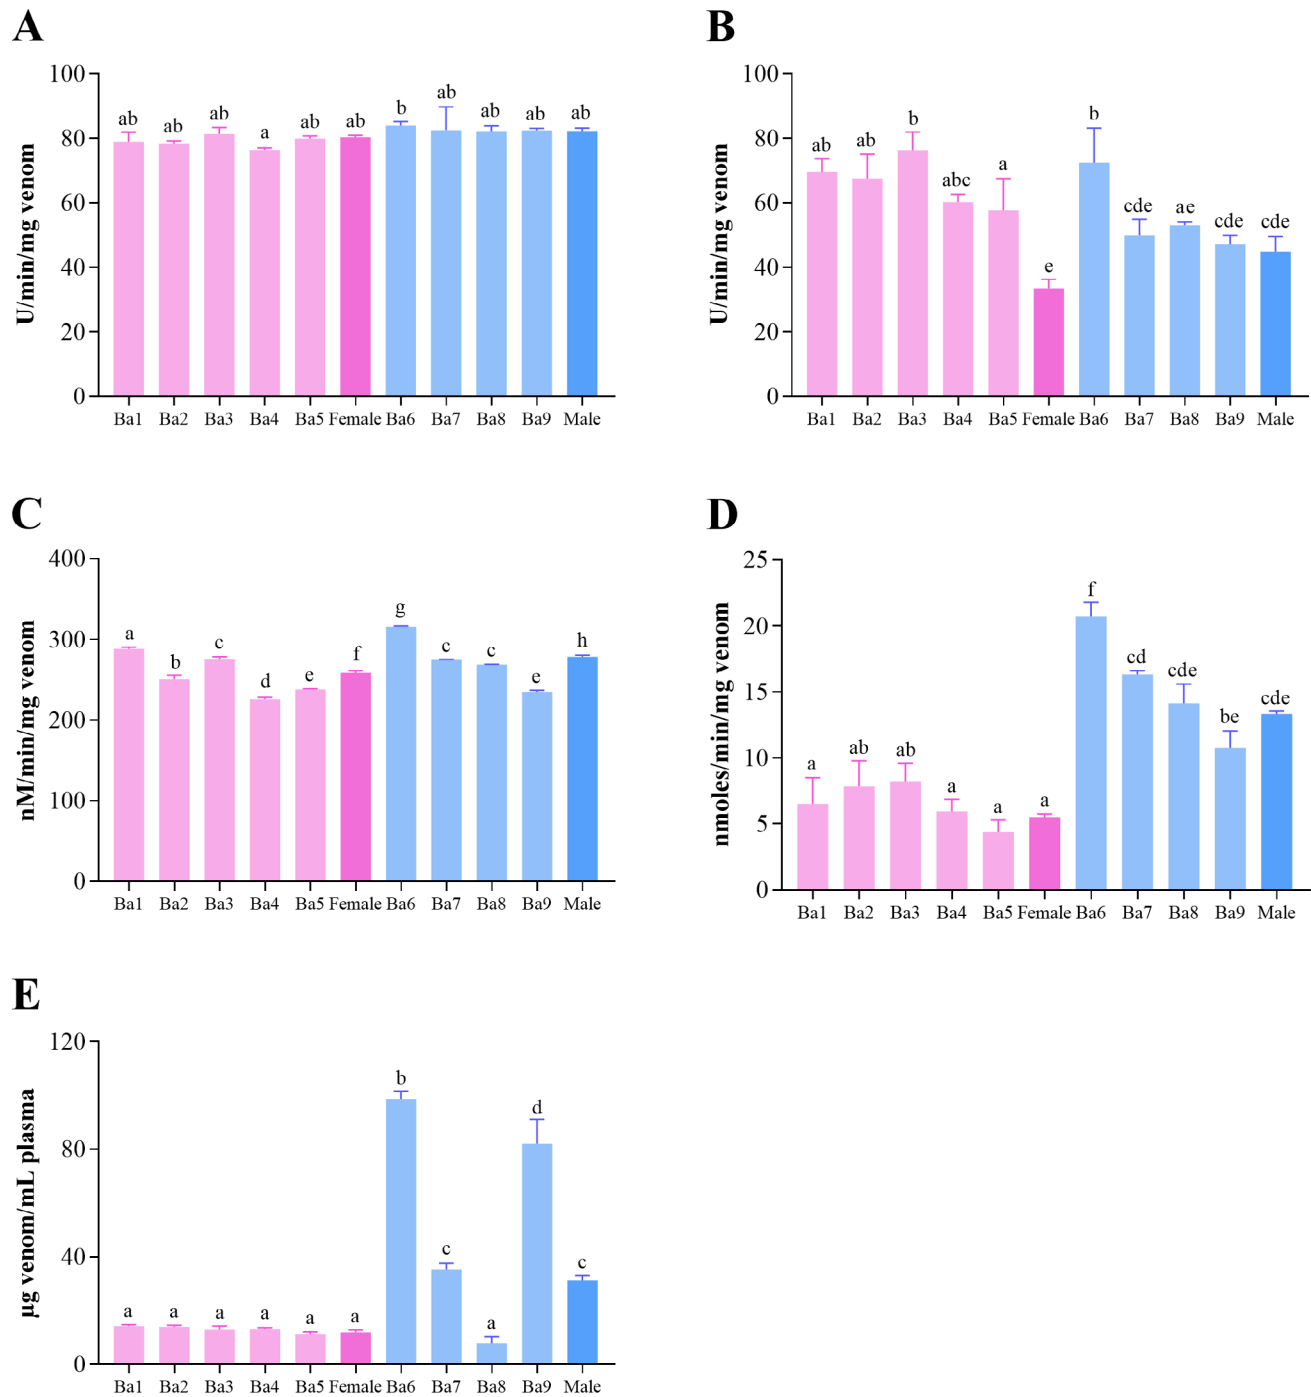 A
U/min/mg venom
100
80
60
40
20
0
ab ab ab a ab ab b ab ab ab ab
Ba1 Ba2 Ba3 Ba4 Ba5 Female Ba6 Ba7 Ba8 Ba9 Male
B
U/min/mg venom
100
80
60
40
20
0
ab ab b abc a e b cde ae cde cde
Ba1 Ba2 Ba3 Ba4 Ba5 Female Ba6 Ba7 Ba8 Ba9 Male
C
nM/min/mg venom
400
300
200
100
0
a b c d e f g c c e h
Ba1 Ba2 Ba3 Ba4 Ba5 Female Ba6 Ba7 Ba8 Ba9 Male
D
nmoles/min/mg venom
25
20
15
10
5
0
a ab ab a a a f cd cde be cde
Ba1 Ba2 Ba3 Ba4 Ba5 Female Ba6 Ba7 Ba8 Ba9 Male
E
µg venom/mL plasma
120
80
40
0
a a a a a a b c a d c
Ba1 Ba2 Ba3 Ba4 Ba5 Female Ba6 Ba7 Ba8 Ba9 Male